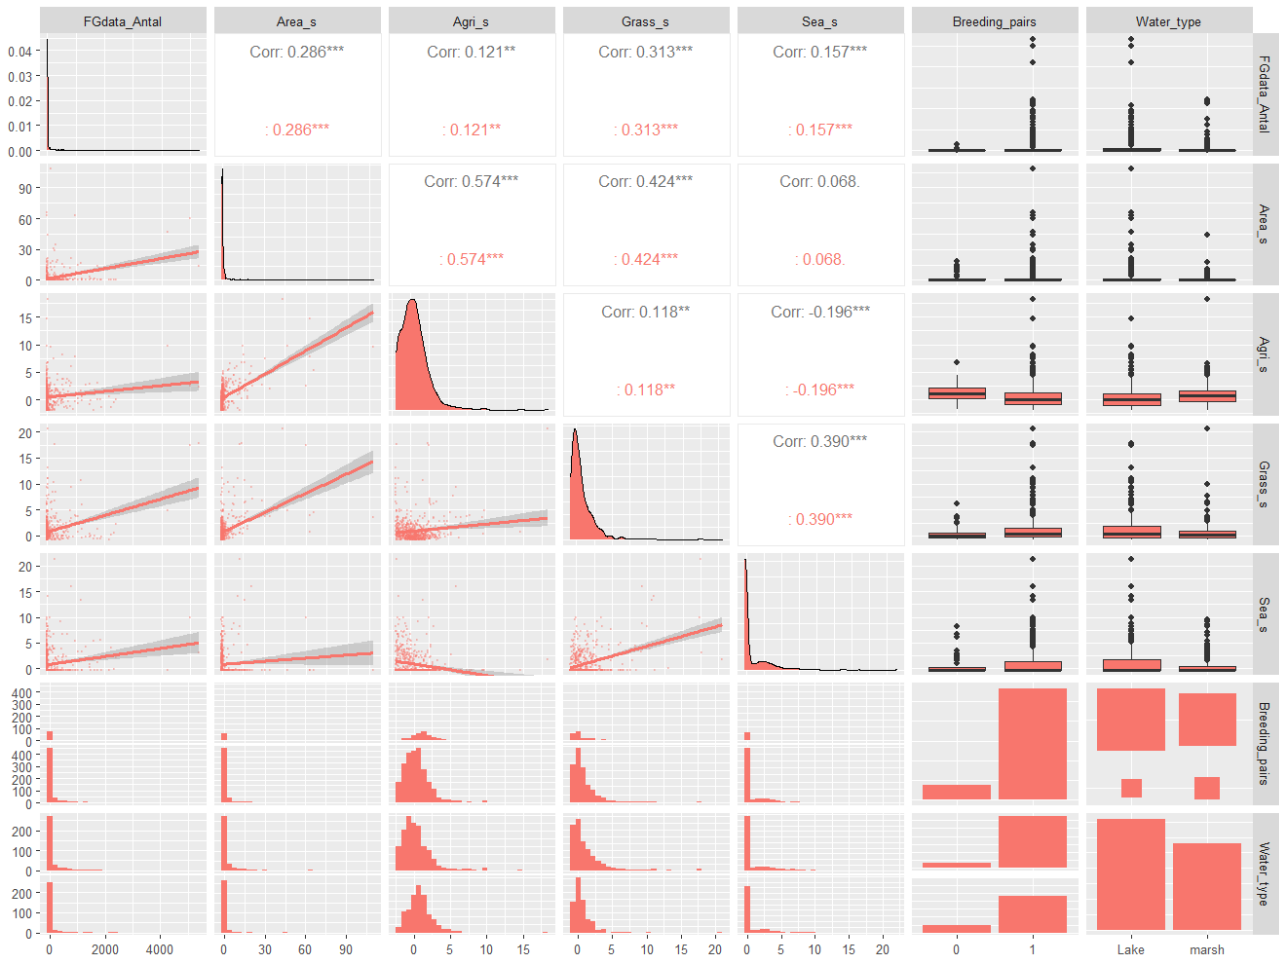 FGdata_Antal Area_s Agri_s Grass_s Sea_s Breeding_pairs Water_type
0.04
0.03
0.02
0.01
0.00
Corr: 0.286*** Corr: 0.121** Corr: 0.313*** Corr: 0.157***
: 0.286*** : 0.121** : 0.313*** : 0.157***
FGdata_Antal
90
60
30
0
Corr: 0.574*** Corr: 0.424*** Corr: 0.068.
: 0.574*** : 0.424*** : 0.068.
Area_s
15
10
5
0
Corr: 0.118** Corr: -0.196***
: 0.118** : -0.196***
Agri_s
20
15
10
5
0
Corr: 0.390***
: 0.390***
Grass_s
20
15
10
5
0
Sea_s
400
300
200
100
0
400
300
200
100
0
Breeding_pairs
200
100
0
200
100
0
Water_type
0 2000 4000 0 30 60 90 0 5 10 15 0 5 10 15 20 0 5 10 15 20 0 1 Lake marsh